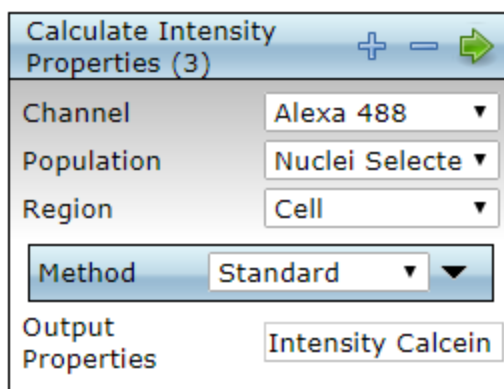 Calculate Intensity
Properties (3)
Channel Alexa 488
Population Nuclei Selecte
Region Cell
Method Standard
Output
Properties Intensity Calcein